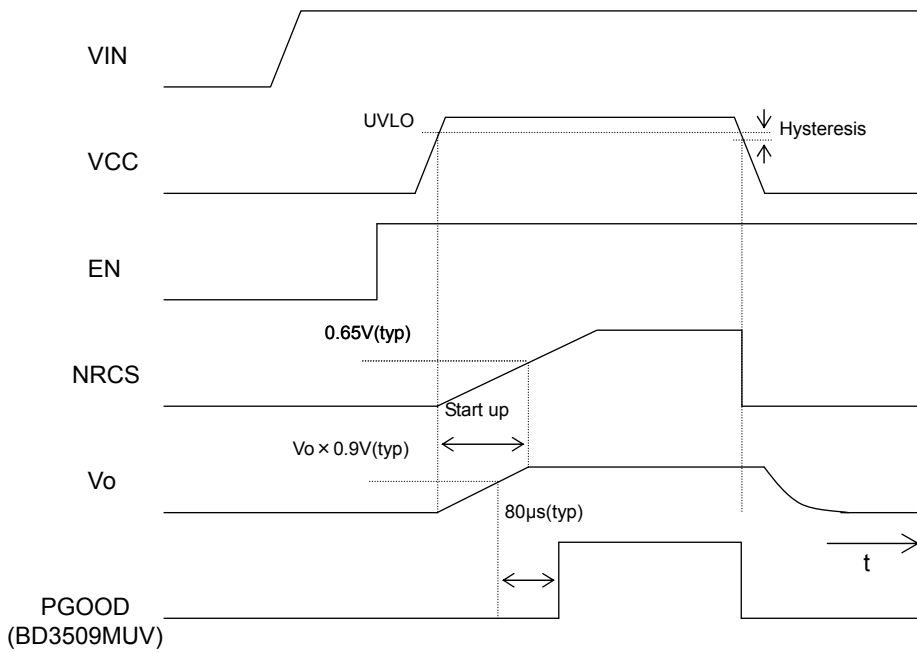 VIN
UVLO
Hysteresis
VCC
EN
0.65V(typ)
NRCS
Start up
Vo×0.9V(typ)
Vo
80µs(typ)
t
PGOOD
(BD3509MUV)